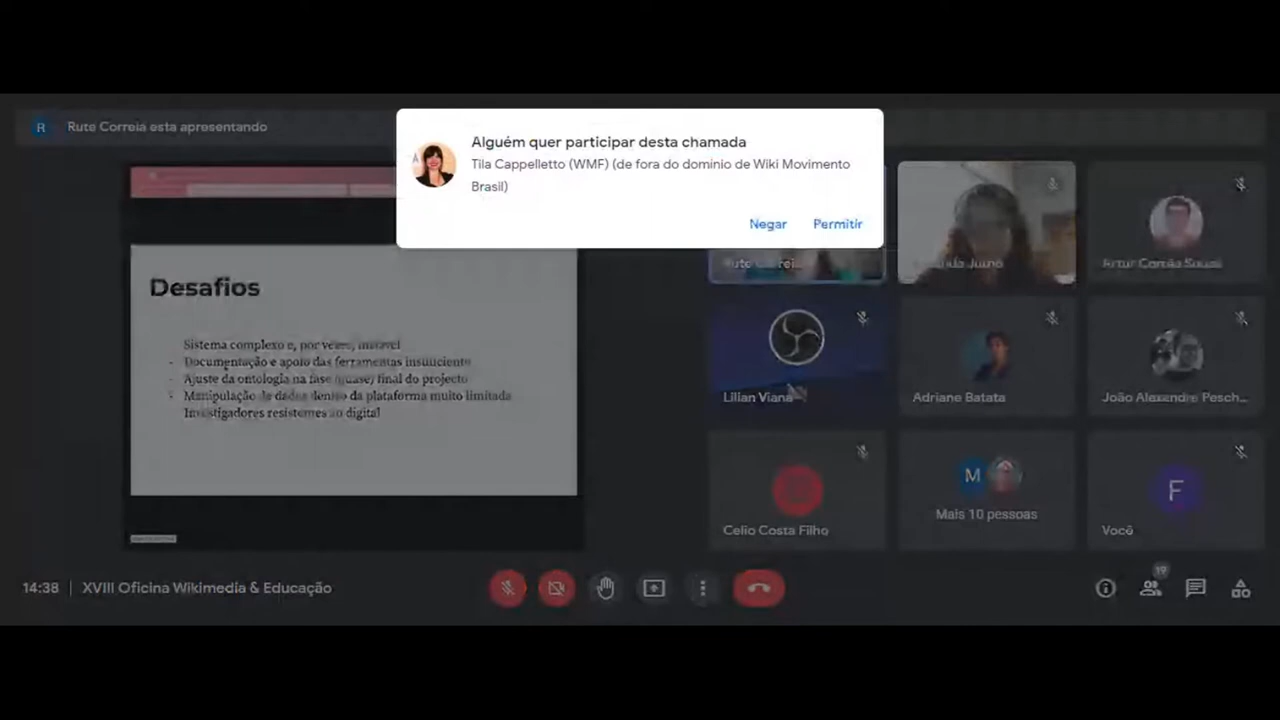 R Rute Correia esta apresentando
Alguém quer participar desta chamada
Tila Cappelletto (WMF) (de fora do domínio de Wiki Movimento
Brasil)
Negar Permitir
Desafios
Sistema complexo e, por vezes, instável
- Documentação e apoio das ferramentas insuficiente
- Ajuste da ontologia na fase (quase) final do projecto
- Manipulação de dados dentro da plataforma muito limitada
Investigadores resistentes ao digital
Rute Correia
Juino
Artur Corrêa Souza
Lilian Viana
Adriane Batata
João Alexandre Pesch...
Celio Costa Filho
M
Mais 10 pessoas
F
Você
14:38 | XVIII Oficina Wikimedia & Educação
19